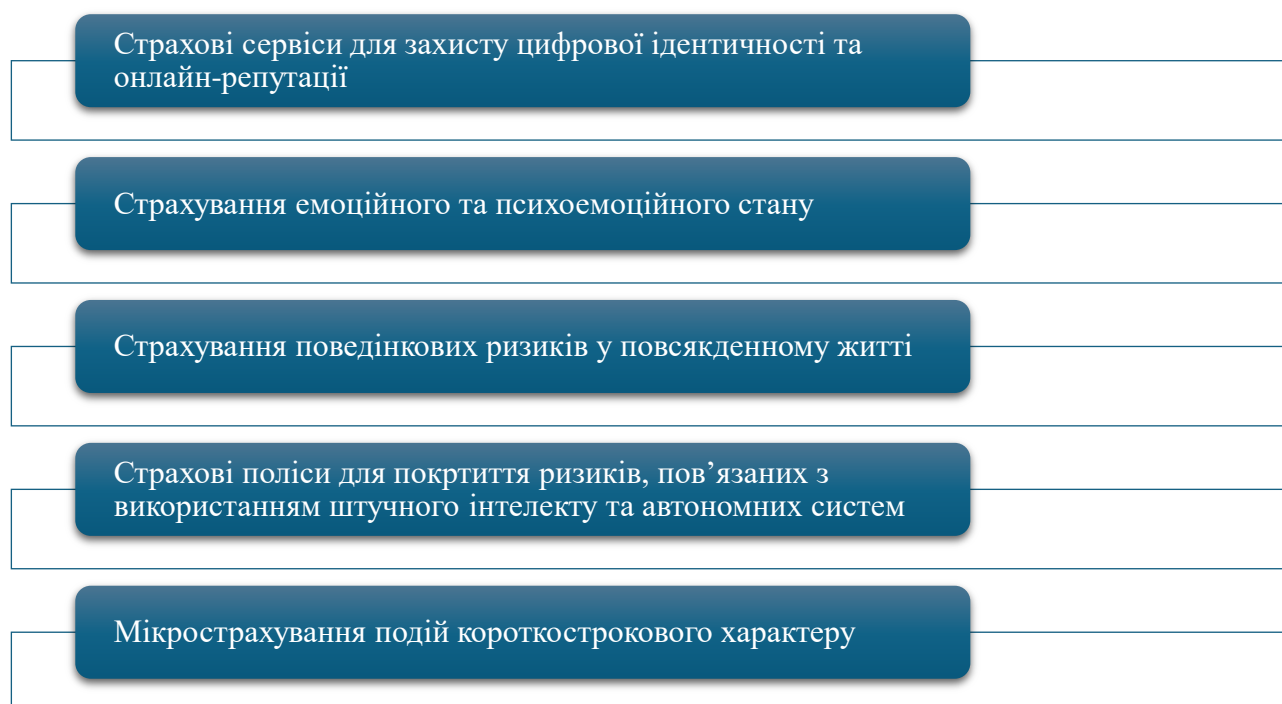 Страхові сервіси для захисту цифрової ідентичності та
онлайн-репутації
Страхування емоційного та психоемоційного стану
Страхування поведінкових ризиків у повсякденному житті
Страхові поліси для покртиття ризиків, пов’язаних з
використанням штучного інтелекту та автономних систем
Мікрострахування подій короткострокового характеру